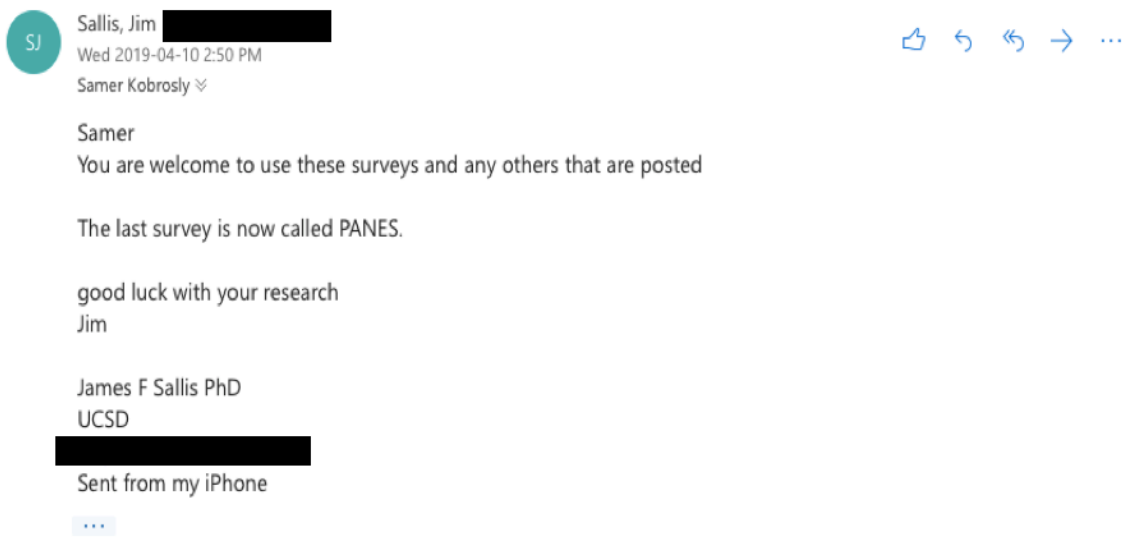 SJ
Sallis, Jim
Wed 2019-04-10 2:50 PM
Samer Kobrosly
Samer
You are welcome to use these surveys and any others that are posted
The last survey is now called PANES.
good luck with your research
Jim
James F Sallis PhD
UCSD
Sent from my iPhone